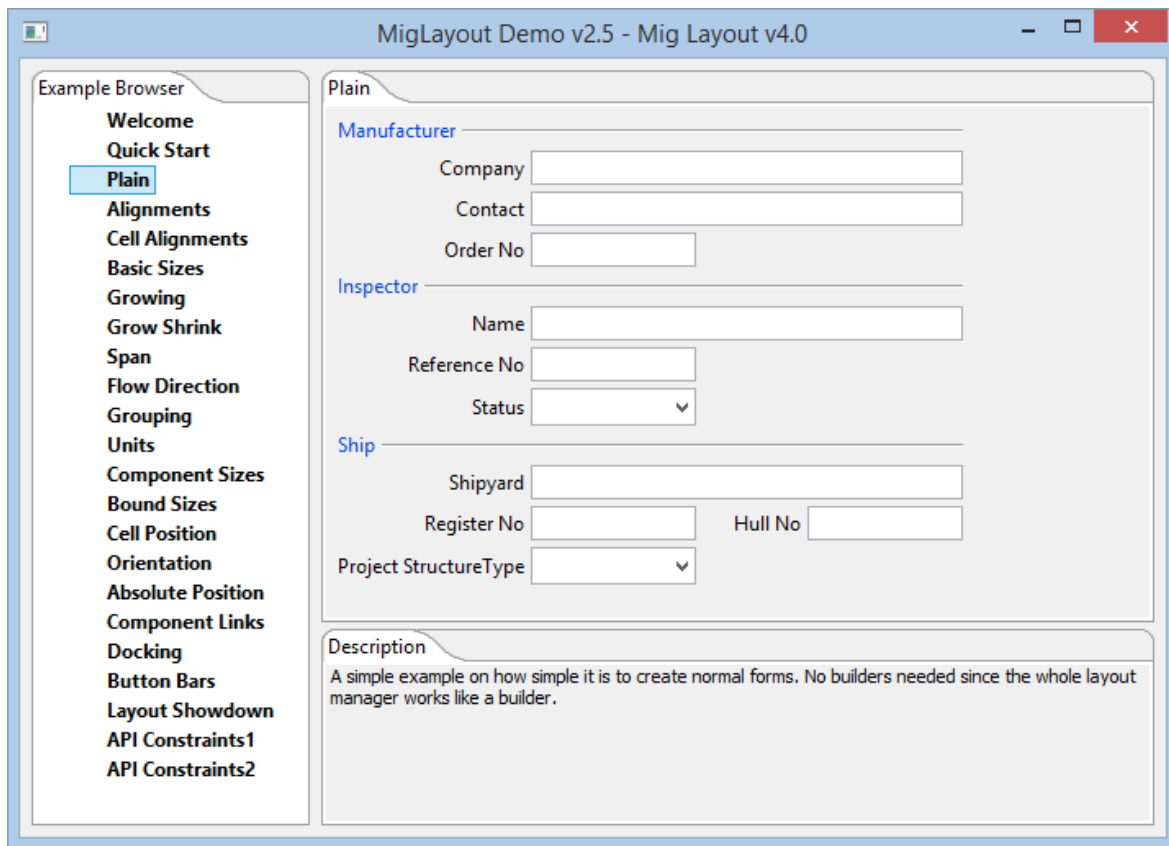 MigLayout Demo v2.5 - Mig Layout v4.0
Example Browser
Welcome
Quick Start
Plain
Alignments
Cell Alignments
Basic Sizes
Growing
Grow Shrink
Span
Flow Direction
Grouping
Units
Component Sizes
Bound Sizes
Cell Position
Orientation
Absolute Position
Component Links
Docking
Button Bars
Layout Showdown
API Constraints1
API Constraints2
Plain
Manufacturer
Company
Contact
Order No
Inspector
Name
Reference No
Status
Ship
Shipyard
Register No Hull No
Project StructureType
Description
A simple example on how simple it is to create normal forms. No builders needed since the whole layout
manager works like a builder.